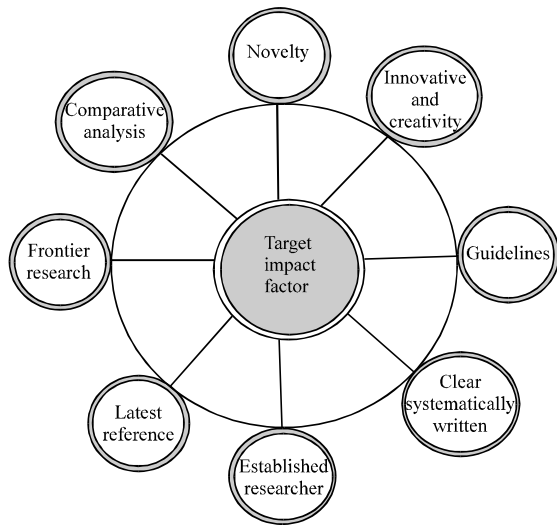 Novelty
Innovative
and
creativity
Comparative
analysis
Target
impact
factor
Frontier
research
Guidelines
Clear
systematically
written
Latest
reference
Established
researcher